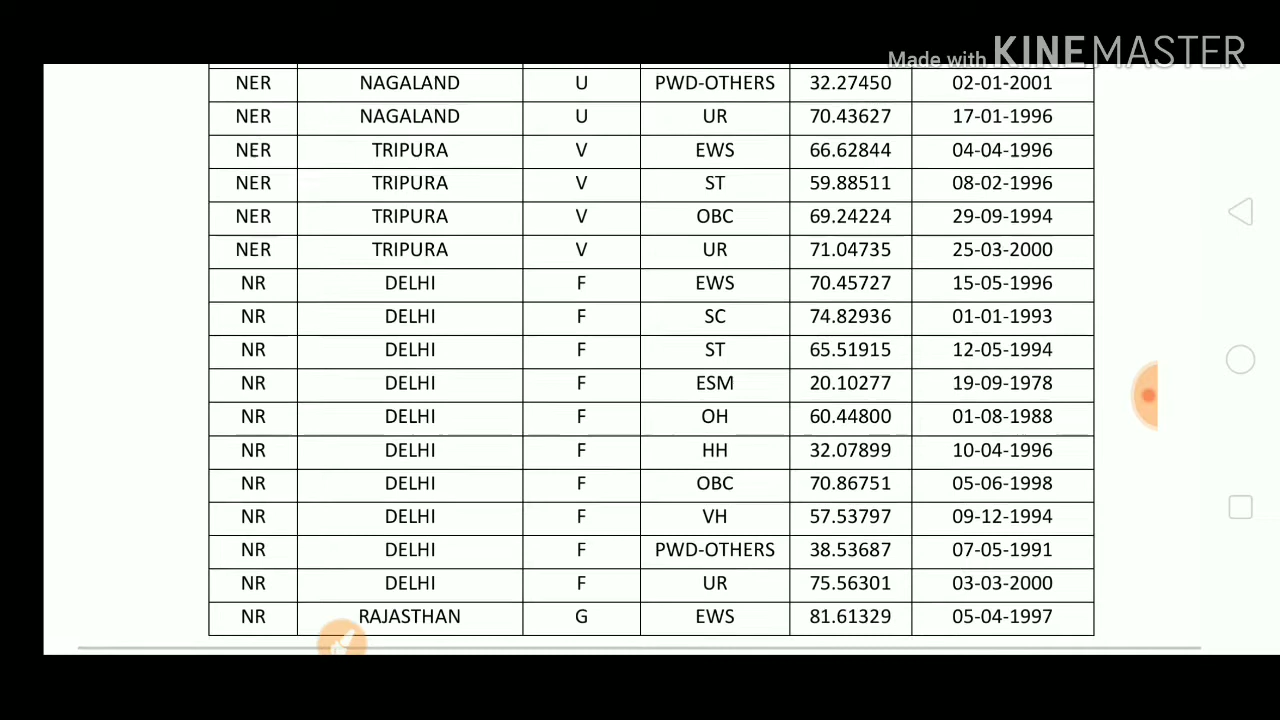 Made with KINEMASTER
NER NAGALAND U PWD-OTHERS 32.27450 02-01-2001
NER NAGALAND U UR 70.43627 17-01-1996
NER TRIPURA V EWS 66.62844 04-04-1996
NER TRIPURA V ST 59.88511 08-02-1996
NER TRIPURA V OBC 69.24224 29-09-1994
NER TRIPURA V UR 71.04735 25-03-2000
NR DELHI F EWS 70.45727 15-05-1996
NR DELHI F SC 74.82936 01-01-1993
NR DELHI F ST 65.51915 12-05-1994
NR DELHI F ESM 20.10277 19-09-1978
NR DELHI F OH 60.44800 01-08-1988
NR DELHI F HH 32.07899 10-04-1996
NR DELHI F OBC 70.86751 05-06-1998
NR DELHI F VH 57.53797 09-12-1994
NR DELHI F PWD-OTHERS 38.53687 07-05-1991
NR DELHI F UR 75.56301 03-03-2000
NR RAJASTHAN G EWS 81.61329 05-04-1997